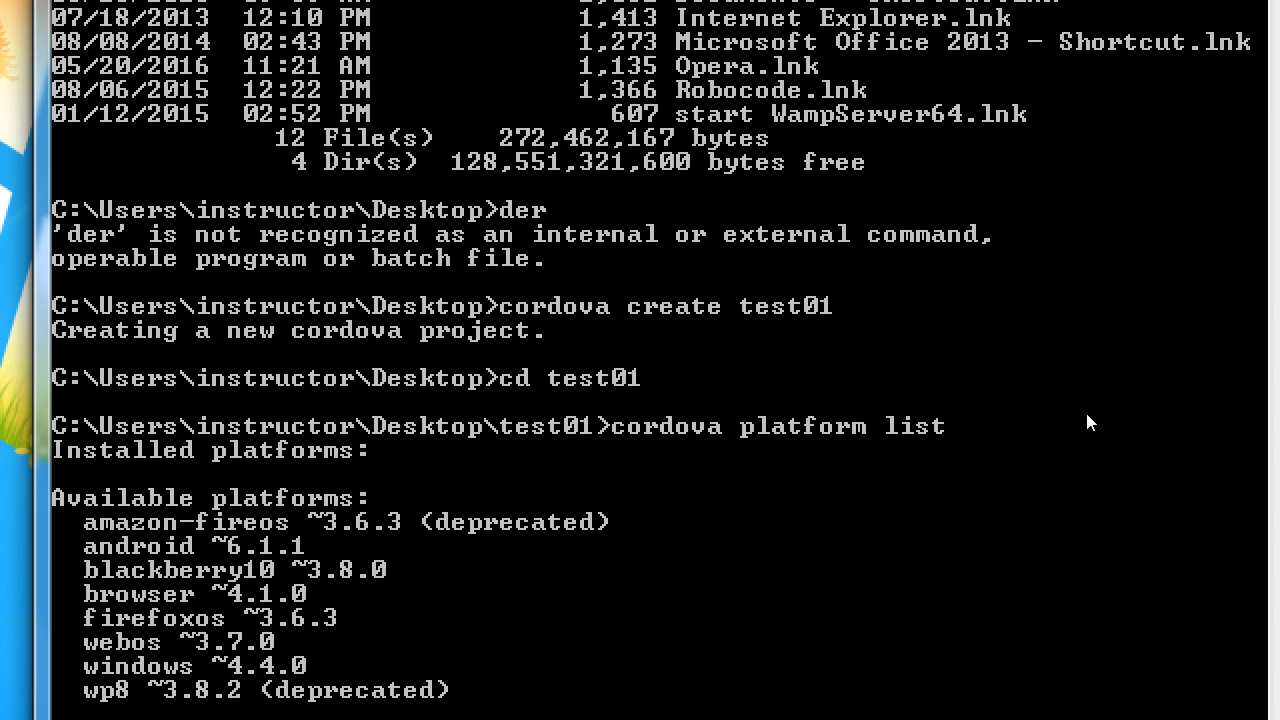 07/18/2013  12:10 PM             1,413 Internet Explorer.lnk
08/08/2014  02:43 PM             1,273 Microsoft Office 2013 - Shortcut.lnk
05/20/2016  11:21 AM             1,135 Opera.lnk
08/06/2015  12:22 PM             1,366 Robocode.lnk
01/12/2015  02:52 PM               607 start WampServer64.lnk
              12 File(s)    272,462,167 bytes
               4 Dir(s)  128,551,321,600 bytes free
C:\Users\instructor\Desktop>der
'der' is not recognized as an internal or external command,
operable program or batch file.
C:\Users\instructor\Desktop>cordova create test01
Creating a new cordova project.
C:\Users\instructor\Desktop>cd test01
C:\Users\instructor\Desktop\test01>cordova platform list
Installed platforms:
Available platforms:
  amazon-fireos ~3.6.3 (deprecated)
  android ~6.1.1
  blackberry10 ~3.8.0
  browser ~4.1.0
  firefoxos ~3.6.3
  webos ~3.7.0
  windows ~4.4.0
  wp8 ~3.8.2 (deprecated)